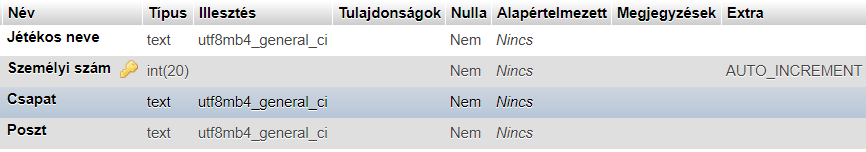 Név Típus Illesztés Tulajdonságok Nulla Alapértelmezett Megjegyzések Extra
Jétékos neve text utf8mb4_general_ci Nem Nincs
Személyi szám int(20) Nem Nincs AUTO_INCREMENT
Csapat text utf8mb4_general_ci Nem Nincs
Poszt text utf8mb4_general_ci Nem Nincs